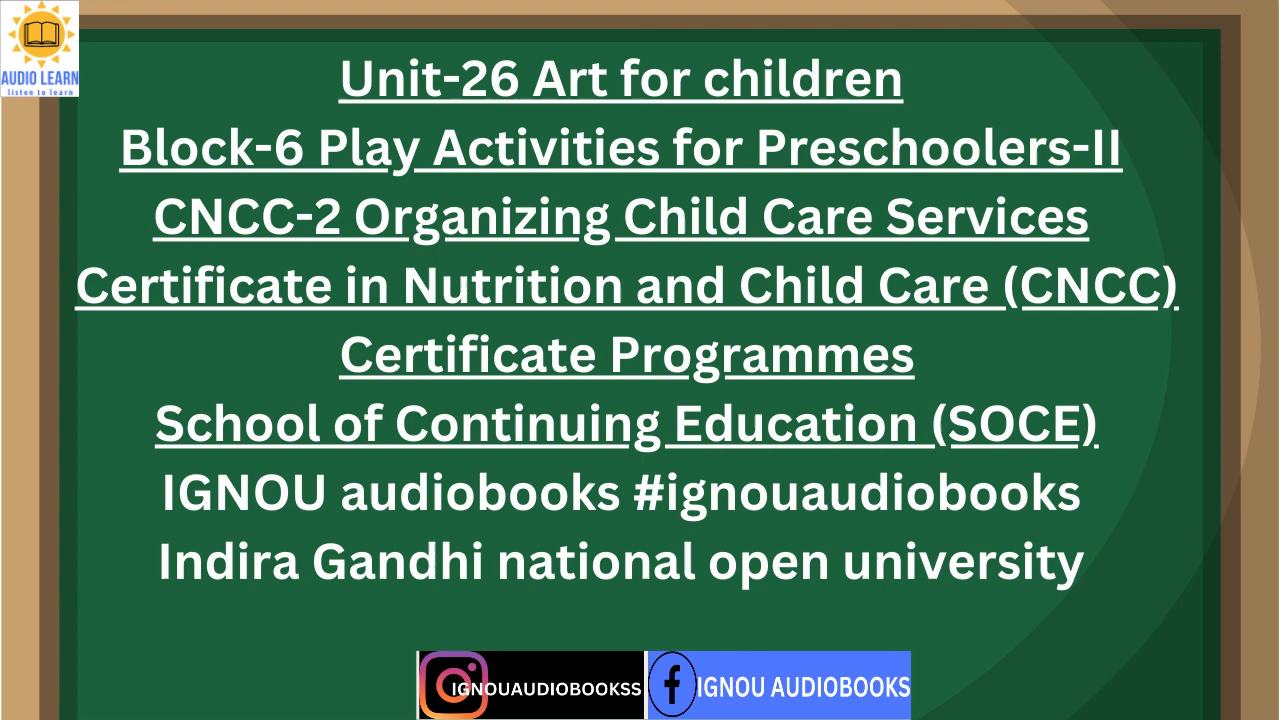 AUDIO LEARN
listen to learn
Unit-26 Art for children
Block-6 Play Activities for Preschoolers-II
CNCC-2 Organizing Child Care Services
Certificate in Nutrition and Child Care (CNCC)
Certificate Programmes
School of Continuing Education (SOCE)
IGNOU audiobooks #ignouaudiobooks
Indira Gandhi national open university
IGNOUAUDIOBOOKSS
IGNOU AUDIOBOOKS